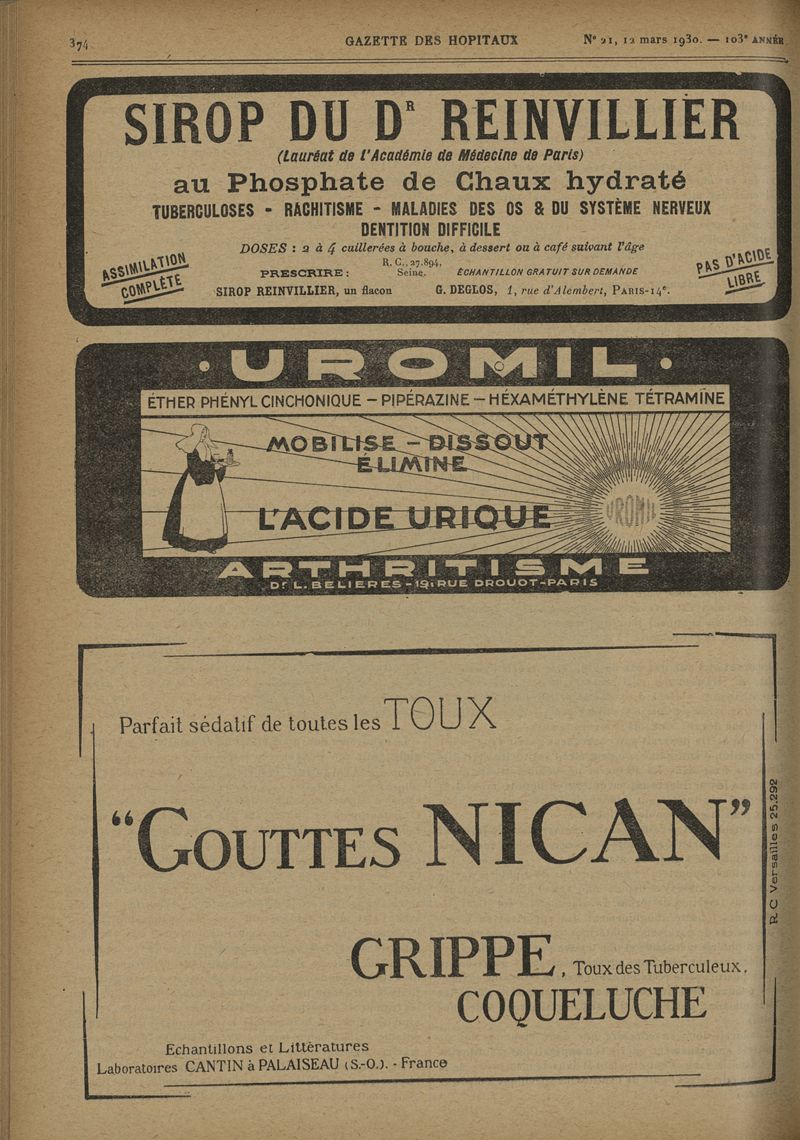 374
GAZETTE DES HOPITAUX
N° 21, 12 mars 1930. — 103e ANNÉE
SIROP DU DR REINVILLIER
(Lauréat de l'Académie de Médecine de Paris)
au Phosphate de Chaux hydraté
TUBERCULOSES - RACHITISME - MALADIES DES OS & DU SYSTÈME NERVEUX
DENTITION DIFFICILE
DOSES : 2 à 4 cuillerées à bouche, à dessert ou à café suivant l'âge
ASSIMILATION
COMPLÈTE
PRESCRIRE :
R. C., 27.894,
Seine.
ÉCHANTILLON GRATUIT SUR DEMANDE
PAS D'ACIDE
LIBRE
SIROP REINVILLIER, un flacon
G. DEGLOS, 1, rue d'Alembert, PARIS-14e.
· UROMIL ·
ÉTHER PHÉNYL CINCHONIQUE — PIPÉRAZINE — HÉXAMÉTHYLÈNE TÉTRAMINE
MOBILISE — DISSOUT
ÉLIMINE
L'ACIDE URIQUE
UROMIL
ARTHRITISME
Dr L. BELIERES - 19, RUE DROUOT - PARIS
Parfait sédatif de toutes les TOUX
“GOUTTES NICAN”
GRIPPE, Toux des Tuberculeux,
COQUELUCHE
Echantillons et Littératures
Laboratoires CANTIN à PALAISEAU (S.-O.). - France
R.C Versailles 25.292